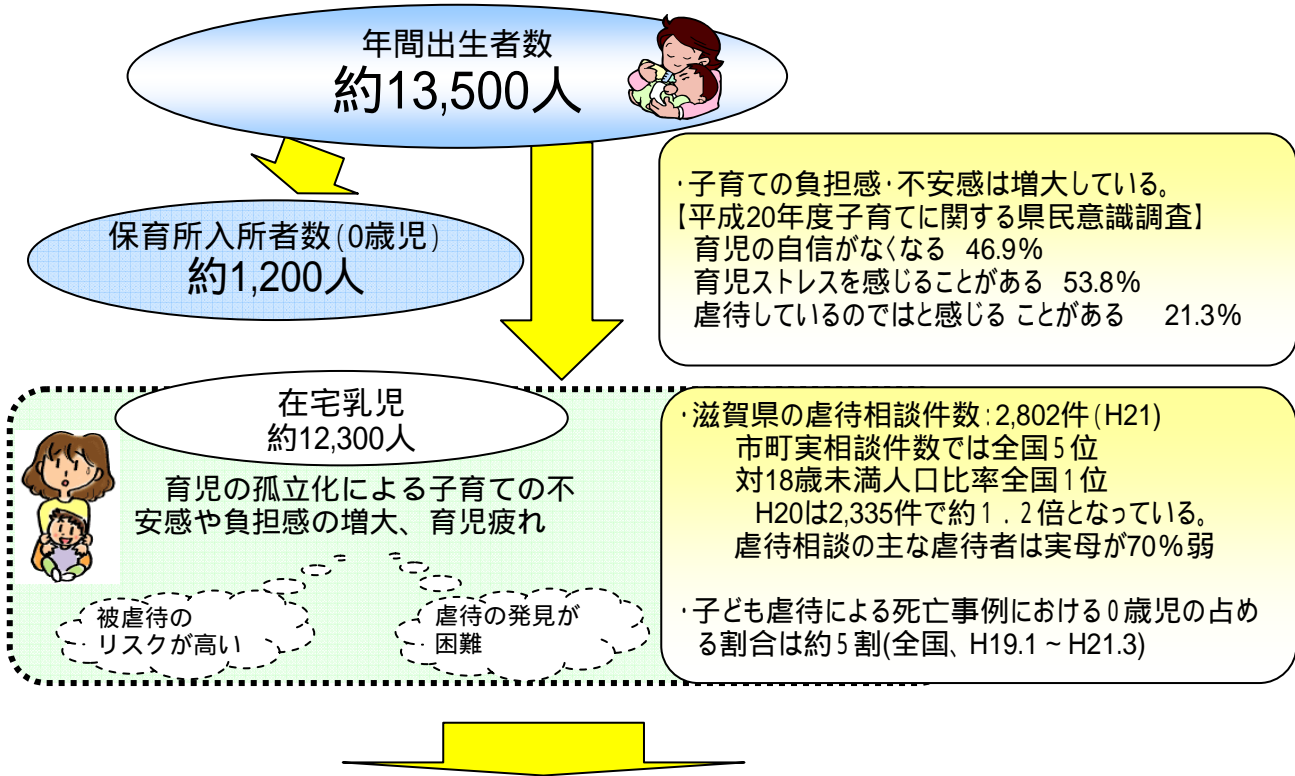 年間出生者数
約13,500人
保育所入所者数(0歳児)
約1,200人
・子育ての負担感・不安感は増大している。
【平成20年度子育てに関する県民意識調査】
育児の自信がなくなる 46.9%
育児ストレスを感じることがある 53.8%
虐待しているのではと感じる ことがある 21.3%
在宅乳児
約12,300人
育児の孤立化による子育ての不
安感や負担感の増大、育児疲れ
被虐待の
リスクが高い
虐待の発見が
困難
・滋賀県の虐待相談件数:2,802件(H21)
市町実相談件数では全国5位
対18歳未満人口比率全国1位
H20は2,335件で約1.2倍となっている。
虐待相談の主な虐待者は実母が70%弱
・子ども虐待による死亡事例における0歳児の占め
る割合は約5割(全国、H19.1~H21.3)